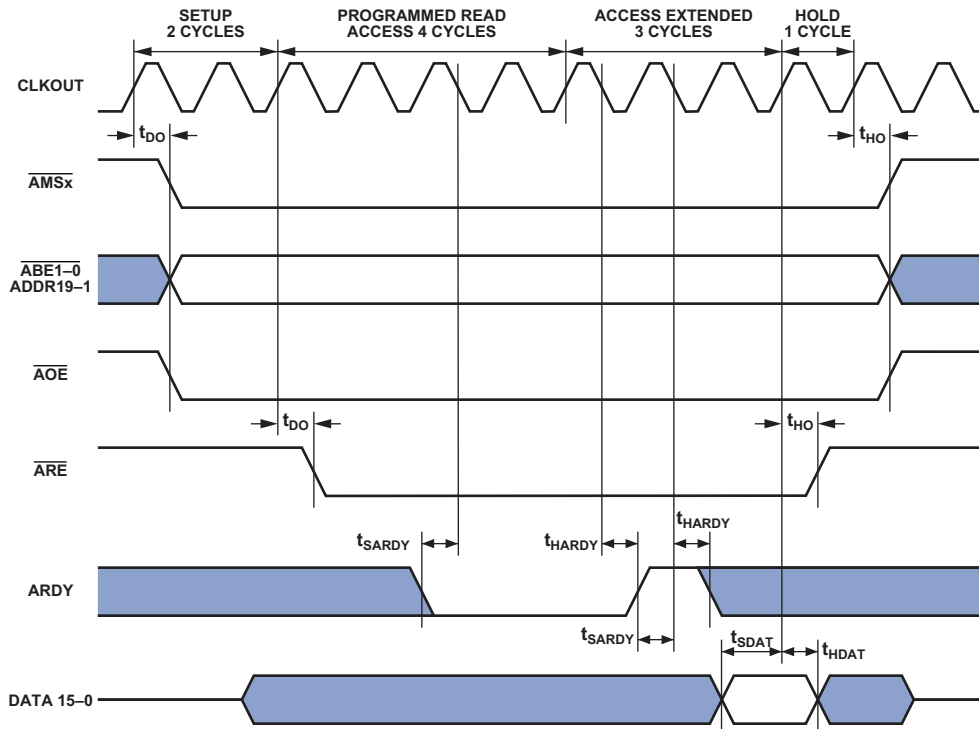 SETUP
2 CYCLES
PROGRAMMED READ
ACCESS 4 CYCLES
ACCESS EXTENDED
3 CYCLES
HOLD
1 CYCLE
CLKOUT
tDO
tHO
AMSx
ABE1–0
ADDR19–1
AOE
tDO
tHO
ARE
tSARDY
tHARDY
tHARDY
ARDY
tSARDY
tSDAT
tHDAT
DATA 15–0